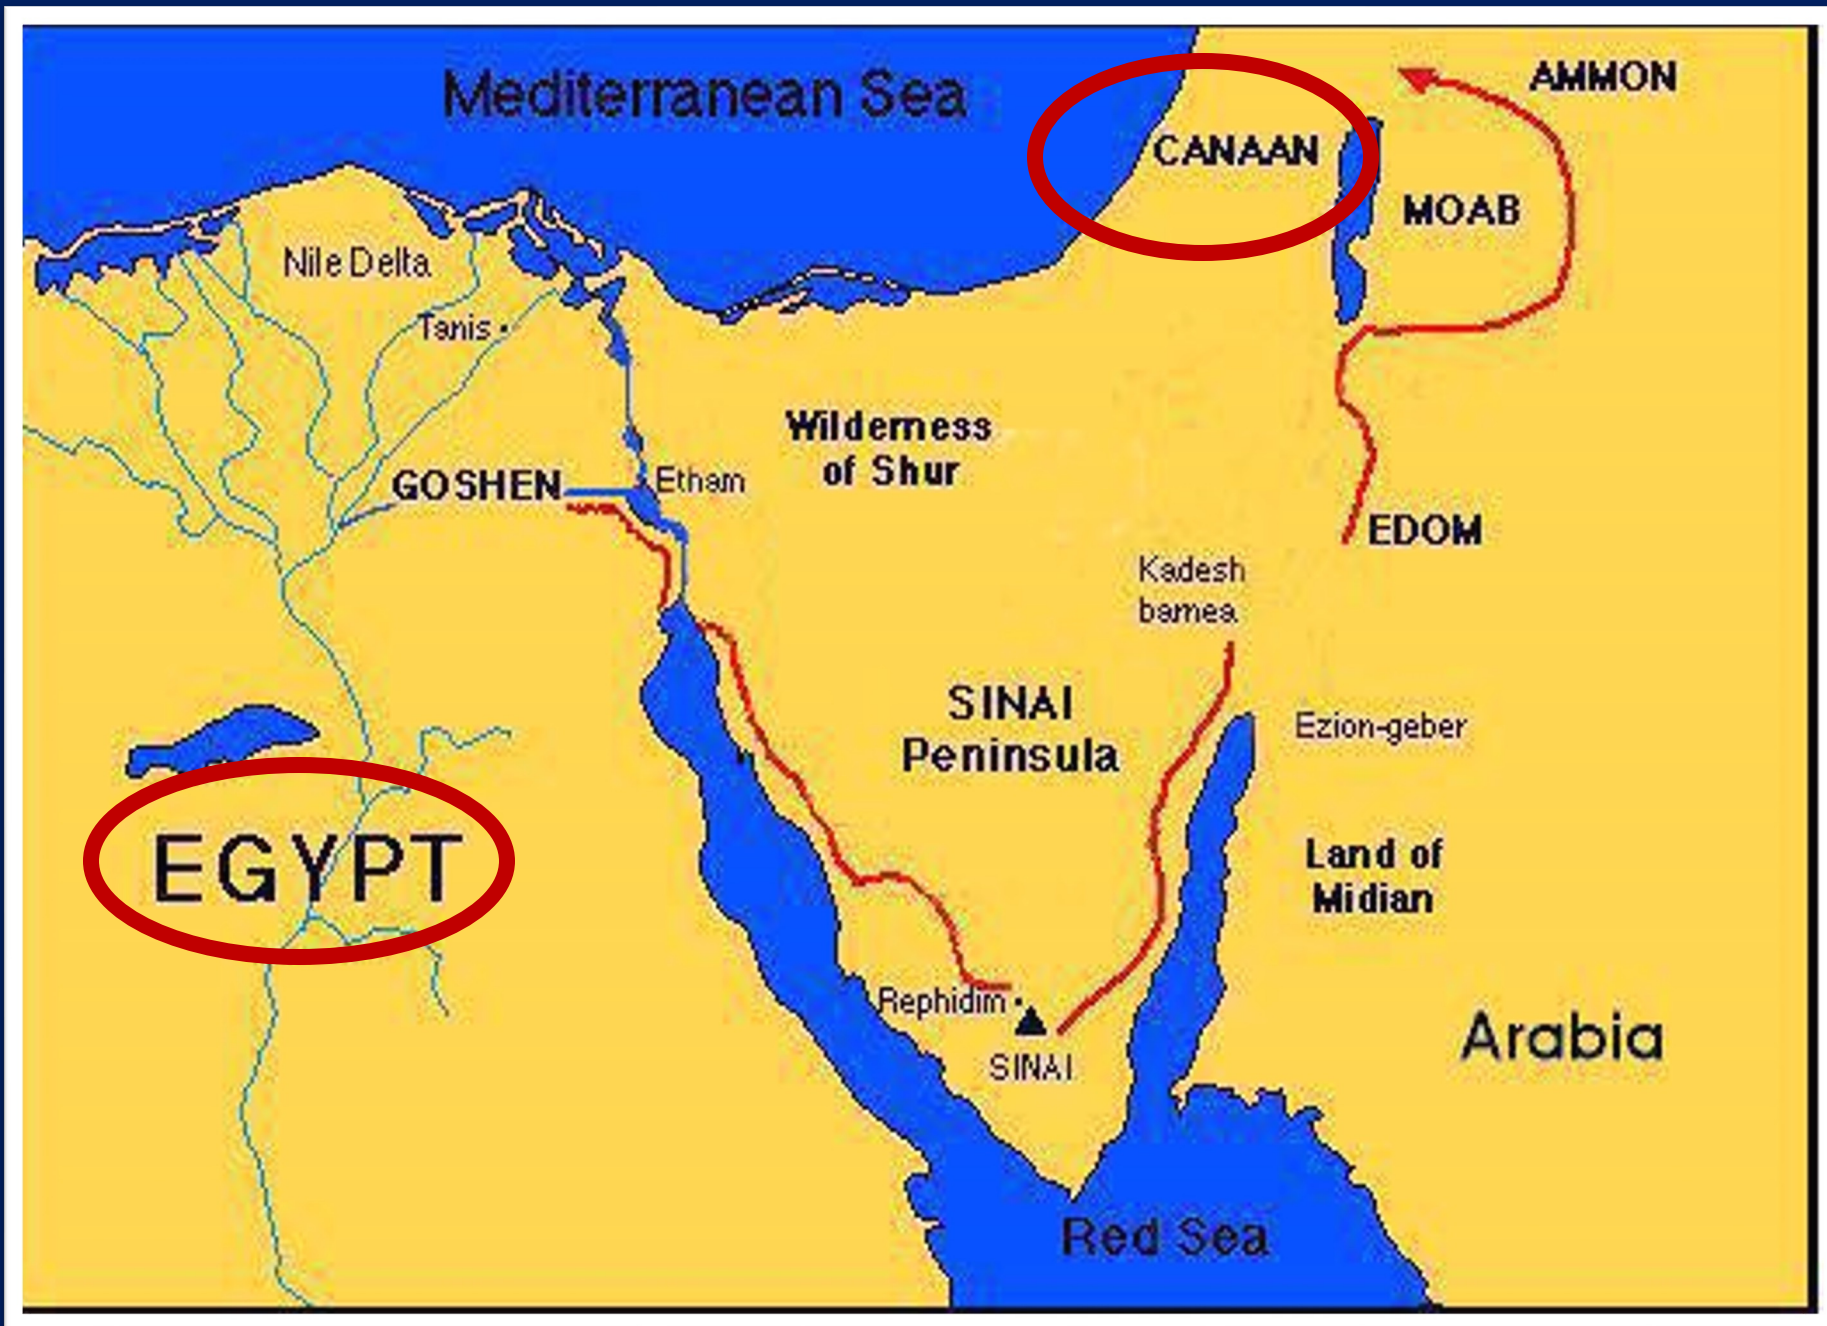 Mediterranean Sea
AMMON
CANAAN
MOAB
Nile Delta
Tanis
Wilderness
of Shur
GOSHEN
Etham
EDOM
Kadesh
barnea
SINAI
Peninsula
Ezion-geber
EGYPT
Land of
Midian
Rephidim
SINAI
Arabia
Red Sea